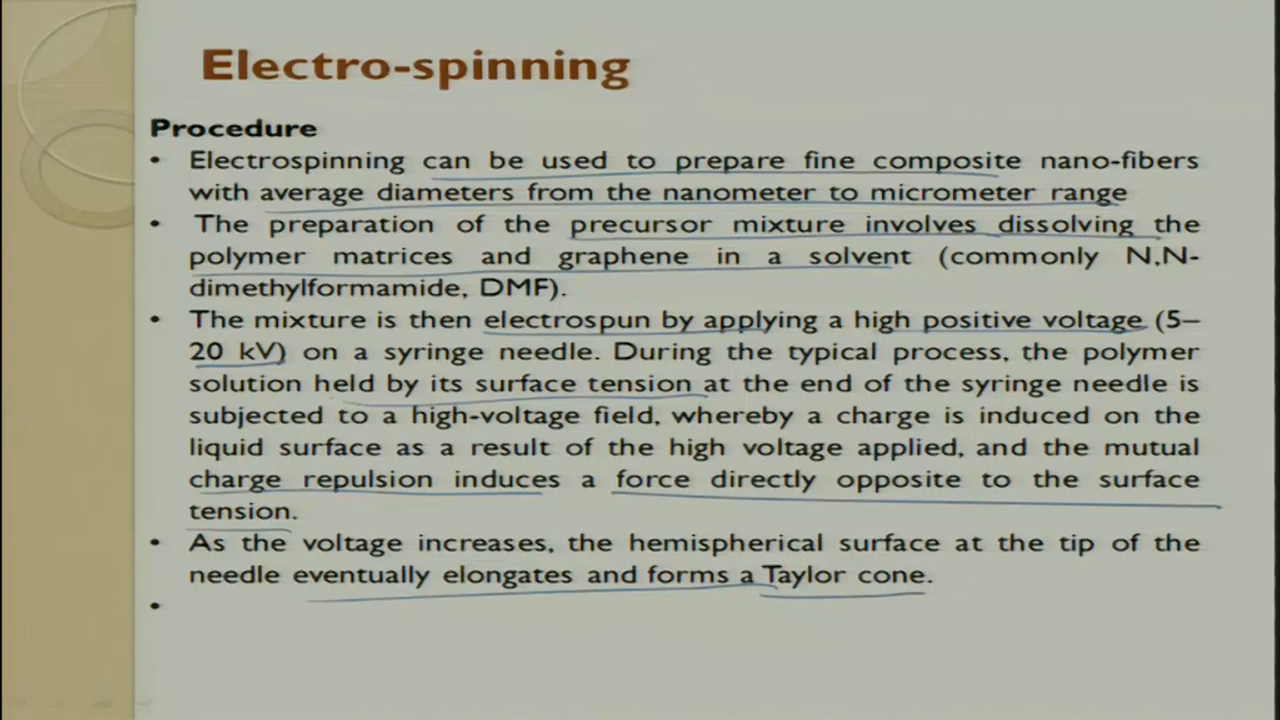 Electro-spinning
Procedure
• Electrospinning can be used to prepare fine composite nano-fibers
with average diameters from the nanometer to micrometer range
• The preparation of the precursor mixture involves dissolving the
polymer matrices and graphene in a solvent (commonly N,N-
dimethylformamide, DMF).
• The mixture is then electrospun by applying a high positive voltage (5–
20 kV) on a syringe needle. During the typical process, the polymer
solution held by its surface tension at the end of the syringe needle is
subjected to a high-voltage field, whereby a charge is induced on the
liquid surface as a result of the high voltage applied, and the mutual
charge repulsion induces a force directly opposite to the surface
tension.
• As the voltage increases, the hemispherical surface at the tip of the
needle eventually elongates and forms a Taylor cone.
•